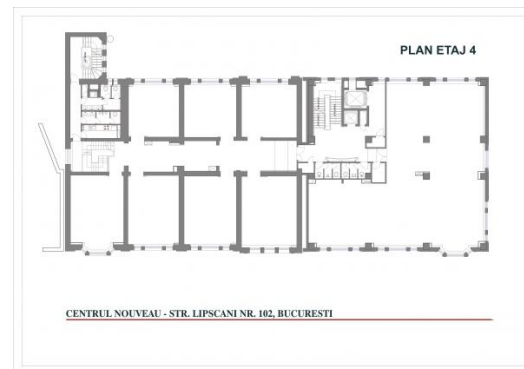 PLAN ETAJ 4
CENTRUL NOUVEAU - STR. LIPSCANI NR. 102, BUCURESTI